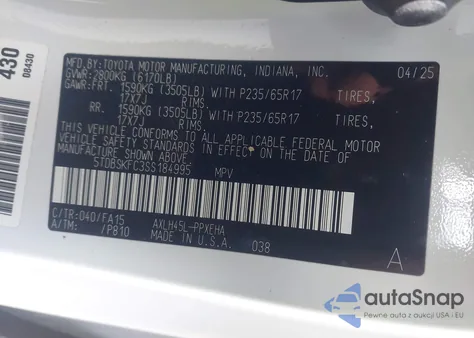 430
08430
MFD.BY:TOYOTA MOTOR MANUFACTURING, INDIANA, INC. 04/25
GVWR:2800KG (6170LB)
GAWR:FRT. 1590KG (3505LB) WITH P235/65R17 TIRES,
17X7J RIMS,
RR. 1590KG (3505LB) WITH P235/65R17 TIRES,
17X7J RIMS.
THIS VEHICLE CONFORMS TO ALL APPLICABLE FEDERAL MOTOR
VEHICLE SAFETY STANDARDS IN EFFECT ON THE DATE OF
MANUFACTURE SHOWN ABOVE.
5TDBSKFC3SS184995 MPV
C/TR:04D/FA15 AXLH45L-PPXEHA
A/TM: /P810 MADE IN U.S.A. 038
A
autoSnap
Pewne auta z aukcji USA i EU